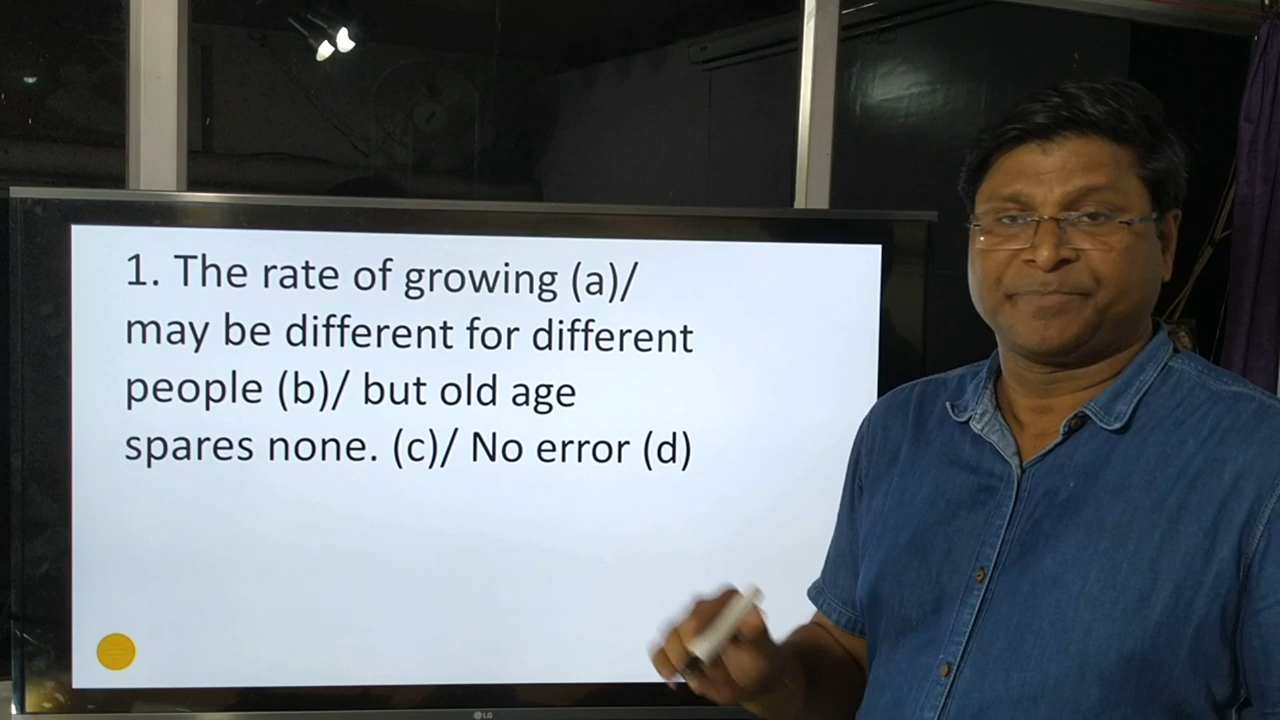 1. The rate of growing (a)/
may be different for different
people (b)/ but old age
spares none. (c)/ No error (d)
LG